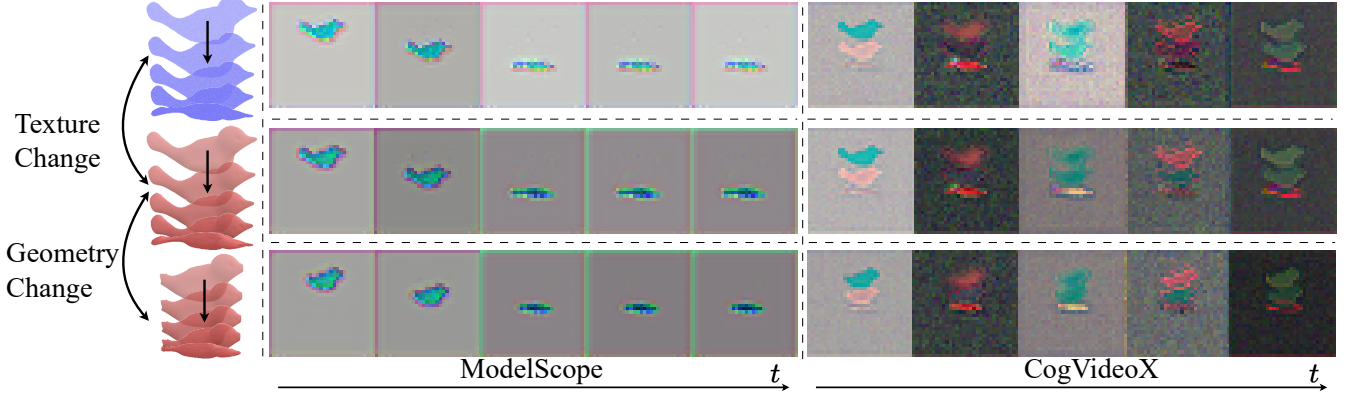 Texture
Change
Geometry
Change
ModelScope
t
CogVideoX
t